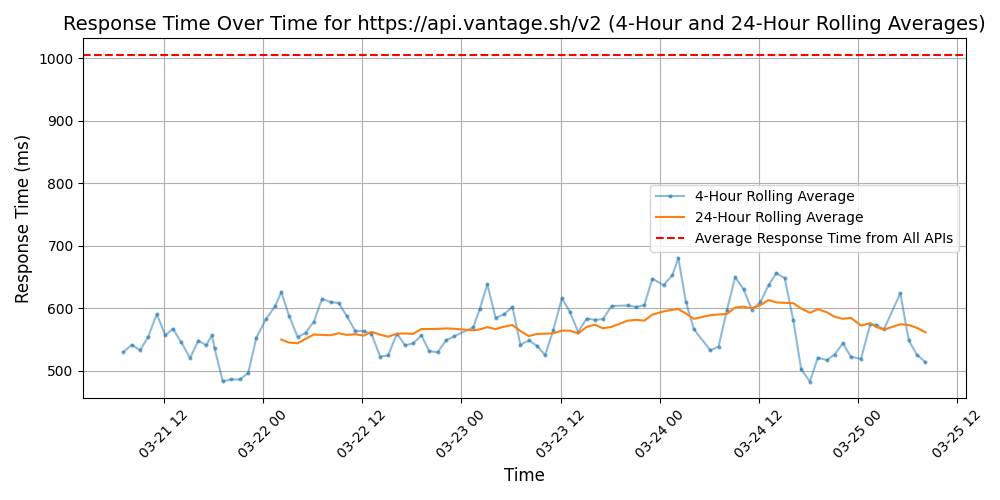 Response Time Over Time for https://api.vantage.sh/v2 (4-Hour and 24-Hour Rolling Averages)
Response Time (ms)
1000
900
800
700
600
500
4-Hour Rolling Average
24-Hour Rolling Average
Average Response Time from All APIs
03-21 12
03-22 00
03-22 12
03-23 00
03-23 12
03-24 00
03-24 12
03-25 00
03-25 12
Time